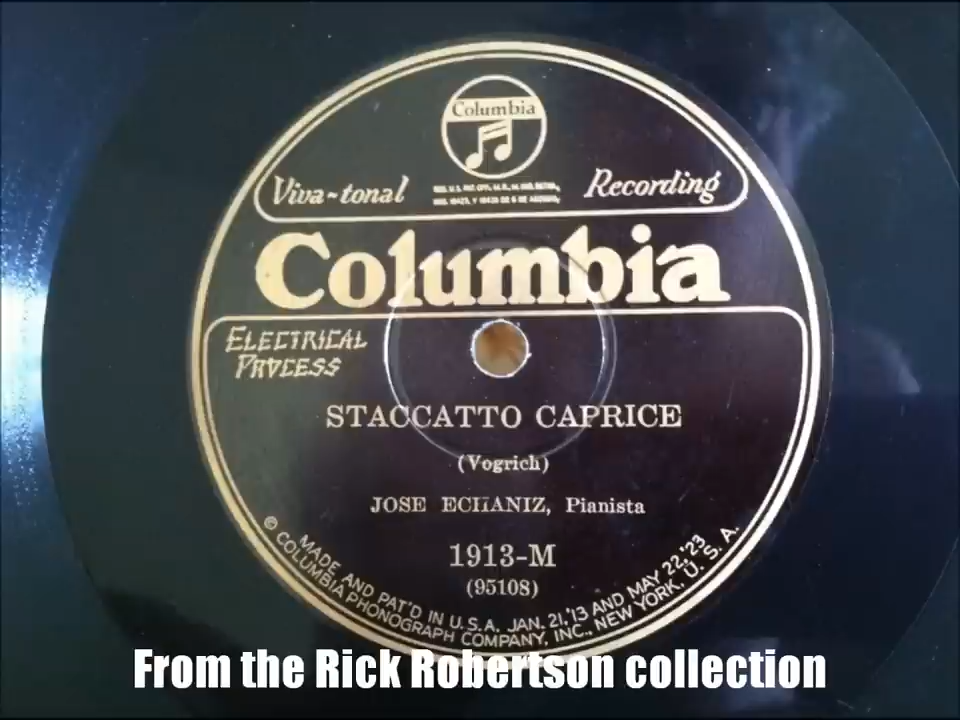 Columbia
Viva-tonal
Recording
Columbia
ELECTRICAL
PROCESS
STACCATTO CAPRICE
(Vogrich)
JOSE ECHANIZ, Pianista
1913-M
(95108)
MADE AND PAT'D IN U.S.A. JAN. 21,'13 AND MAY 22,'23
© COLUMBIA PHONOGRAPH COMPANY, INC., NEW YORK, U. S. A.
From the Rick Robertson collection